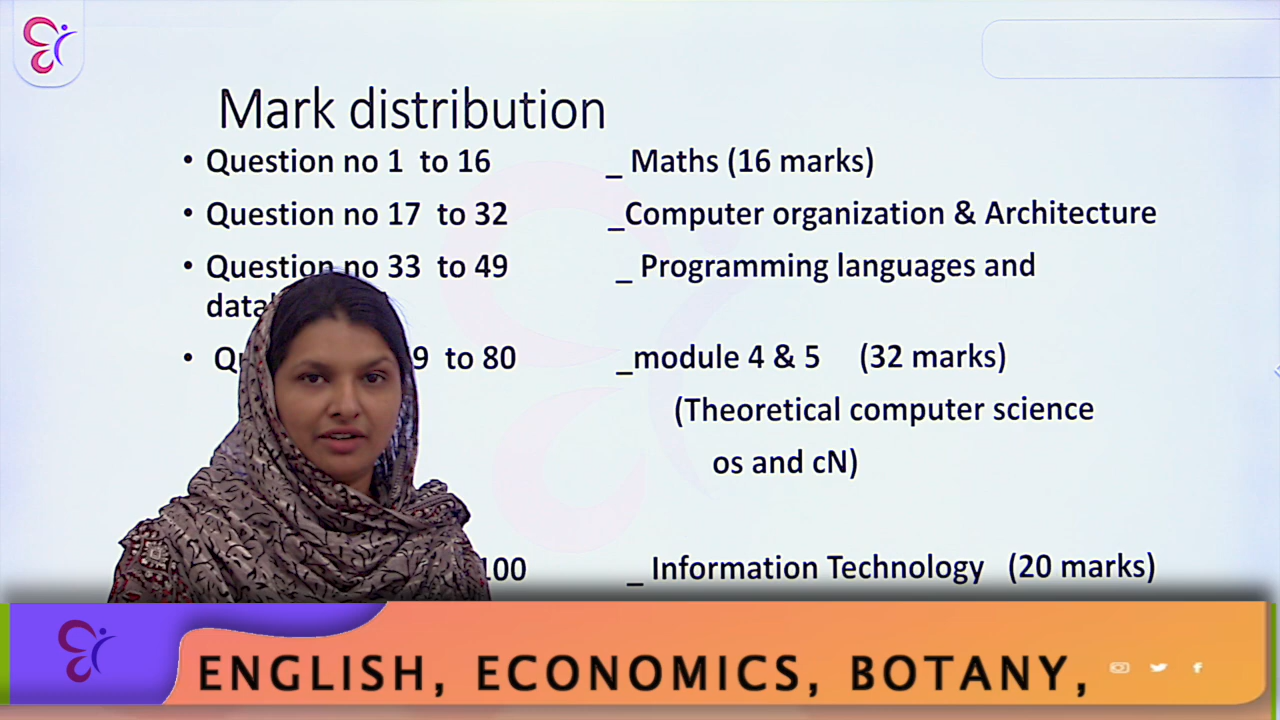 Mark distribution
• Question no 1 to 16 _ Maths (16 marks)
• Question no 17 to 32 _Computer organization & Architecture
• Question no 33 to 49 _ Programming languages and
• 9 to 80 _module 4 & 5 (32 marks)
(Theoretical computer science
os and cN)
100 _ Information Technology (20 marks)
ENGLISH, ECONOMICS, BOTANY,